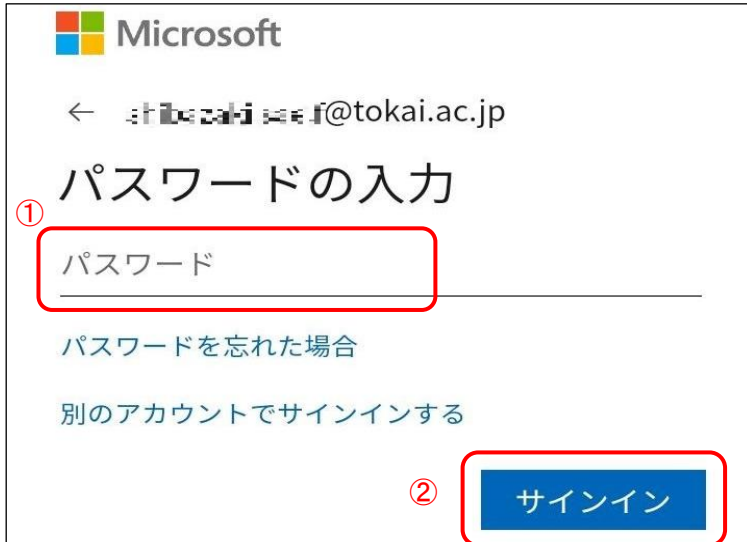 Microsoft
← @tokai.ac.jp
パスワードの入力
①
パスワード
パスワードを忘れた場合
別のアカウントでサインインする
② サインイン